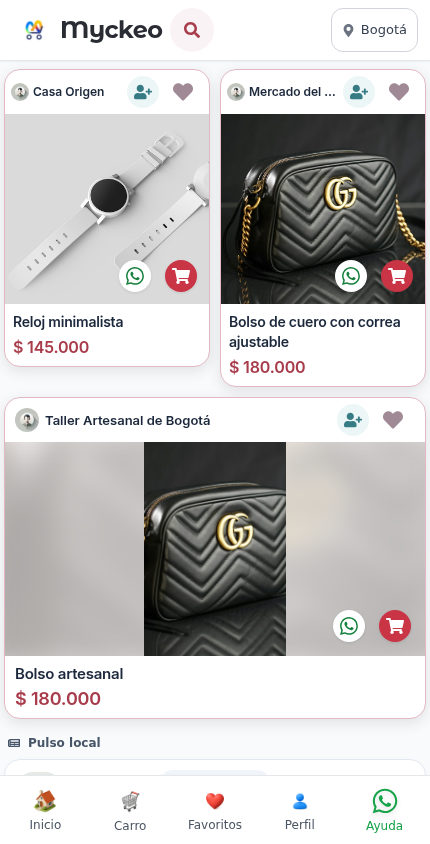 Myckeo
Bogotá
Casa Origen
Mercado del ...
Reloj minimalista
$ 145.000
Bolso de cuero con correa
ajustable
$ 180.000
Taller Artesanal de Bogotá
Bolso artesanal
$ 180.000
Pulso local
Inicio
Carro
Favoritos
Perfil
Ayuda